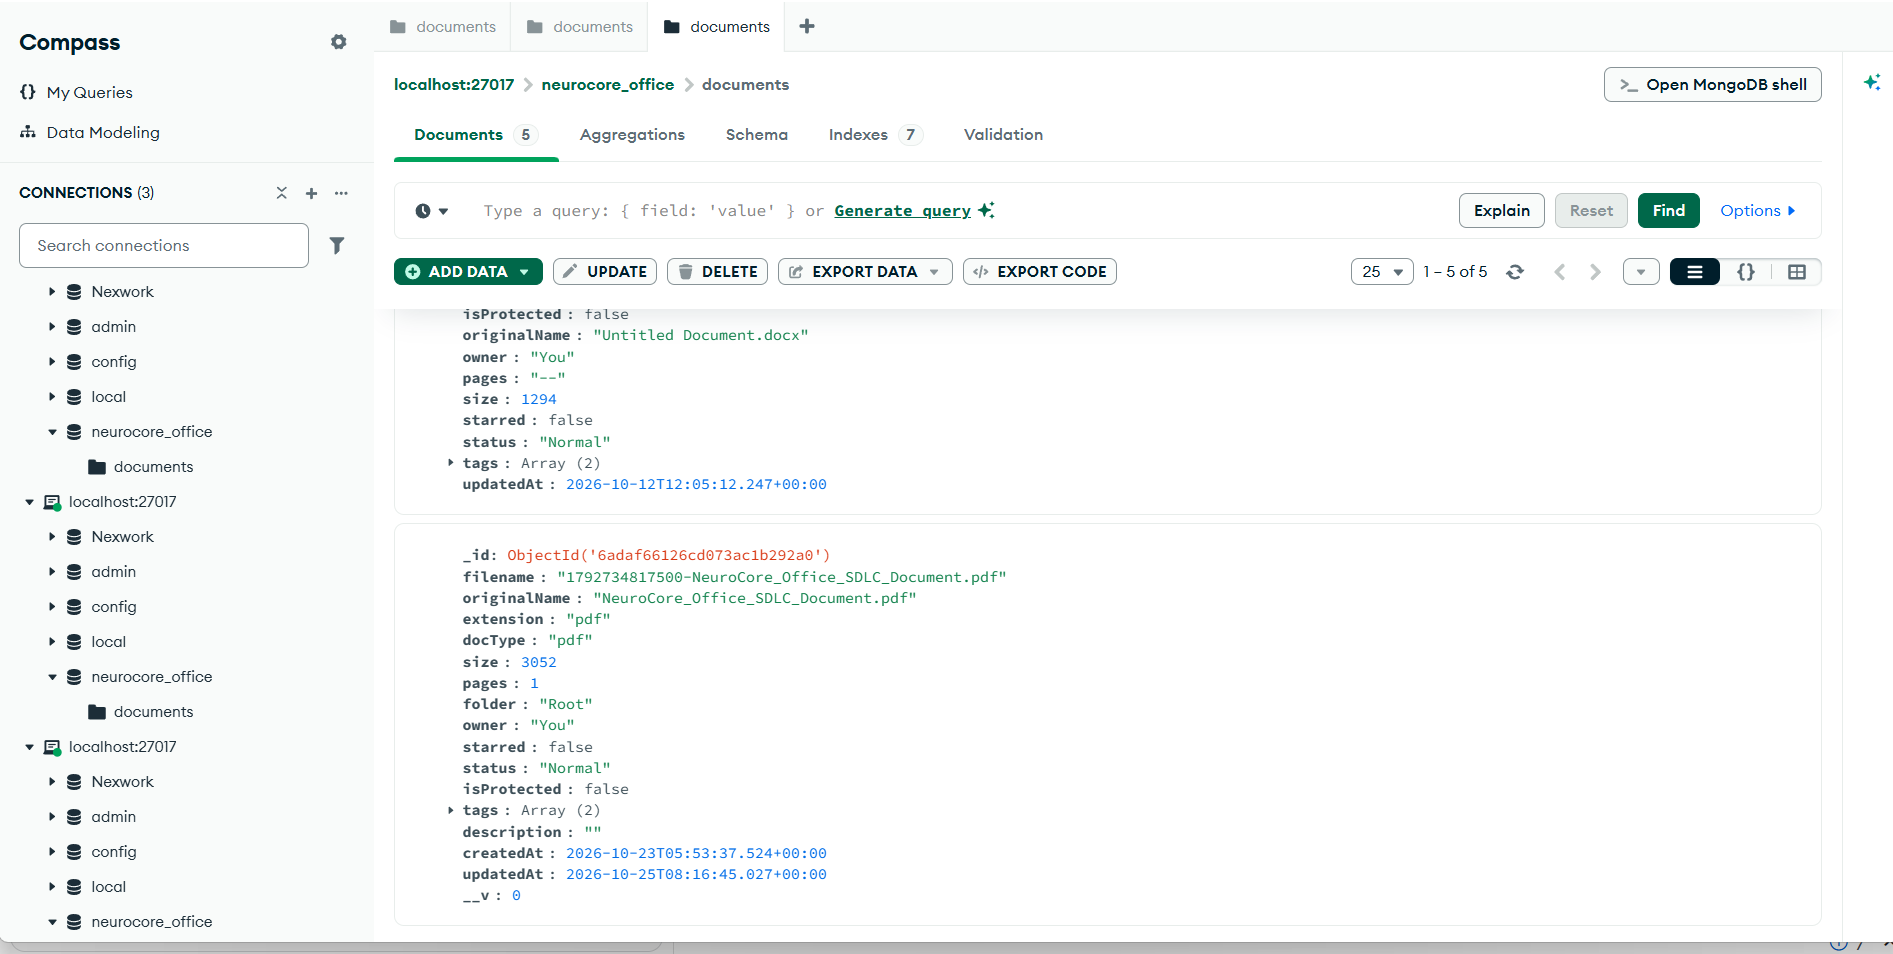 Compass
My Queries
Data Modeling
CONNECTIONS (3)
Search connections
Nexwork
admin
config
local
neurocore_office
documents
localhost:27017
Nexwork
admin
config
local
neurocore_office
documents
localhost:27017
Nexwork
admin
config
local
neurocore_office
documents
documents
documents
localhost:27017 > neurocore_office > documents
>_ Open MongoDB shell
Documents 5 Aggregations Schema Indexes 7 Validation
Type a query: { field: 'value' } or Generate query
Explain Reset Find Options
ADD DATA UPDATE DELETE EXPORT DATA EXPORT CODE
25 1 – 5 of 5
isProtected : false
originalName : "Untitled Document.docx"
owner : "You"
pages : "--"
size : 1294
starred : false
status : "Normal"
tags : Array (2)
updatedAt : 2026-10-12T12:05:12.247+00:00
_id: ObjectId('6adaf66126cd073ac1b292a0')
filename : "1792734817500-NeuroCore_Office_SDLC_Document.pdf"
originalName : "NeuroCore_Office_SDLC_Document.pdf"
extension : "pdf"
docType : "pdf"
size : 3052
pages : 1
folder : "Root"
owner : "You"
starred : false
status : "Normal"
isProtected : false
tags : Array (2)
description : ""
createdAt : 2026-10-23T05:53:37.524+00:00
updatedAt : 2026-10-25T08:16:45.027+00:00
__v : 0